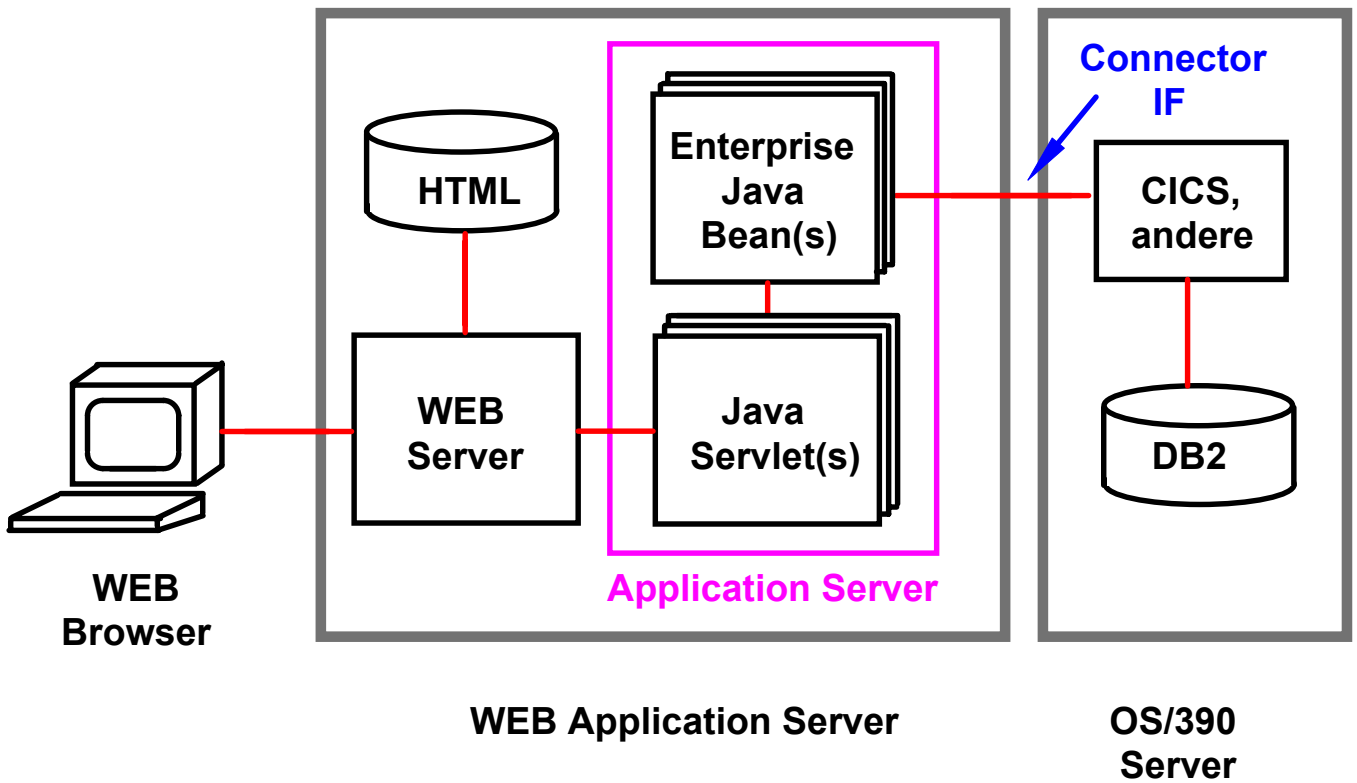 Connector
IF
Enterprise
Java
Bean(s)
HTML
CICS,
andere
WEB
Server
Java
Servlet(s)
DB2
WEB
Browser
Application Server
WEB Application Server
OS/390
Server